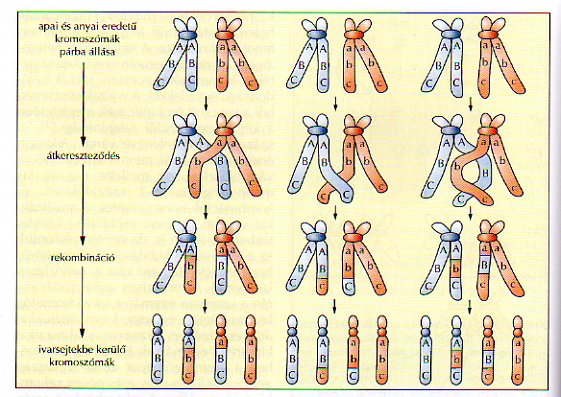 apai és anyai eredetű
kromoszómák
párba állása
A A a a A A a a A A a a
B B b b B B b b B B b b
C C c c C C c c C C c c
átkereszteződés
A A a a A A a a A A a a
B b B b B B b b B b B b
C c C c C c C c C C c c
rekombináció
A A a a A A a a A A a a
B b B b B B b b B b B b
C c C c C c C c C C c c
ivarsejtekbe kerülő
kromoszómák
A A a a A A a a A A a a
B b B b B B b b B b B b
C c C c C c C c C C c c